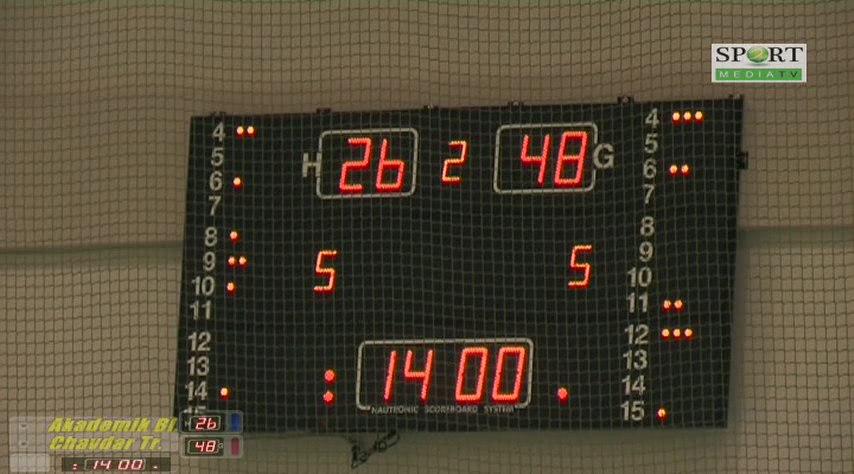 SPORT
MEDIATV
4 H 26 2 48 G 4
5 5
6 6
7 7
8 8
9 5 5 9
10 10
11 11
12 12
13 14 00 13
14 14
15 NAUTRONIC SCOREBOARD SYSTEM 15
Akademik Bl. 26
Chavdar Tr. 48 G
14 00